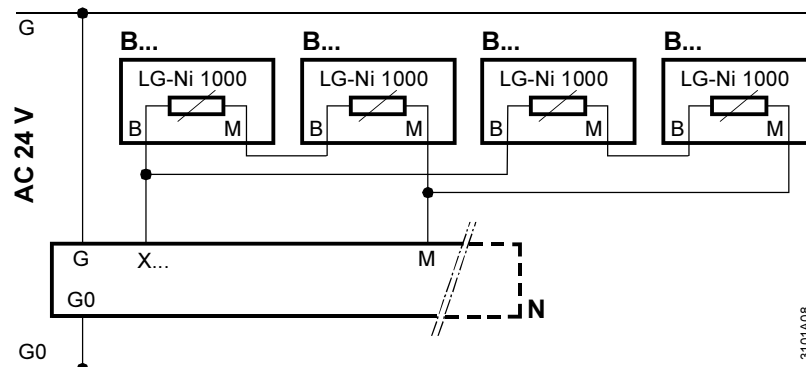 G
B... B... B... B...
LG-Ni 1000 LG-Ni 1000 LG-Ni 1000 LG-Ni 1000
B M B M B M B M
AC 24 V
G X... M
G0
N
G0
3101A08